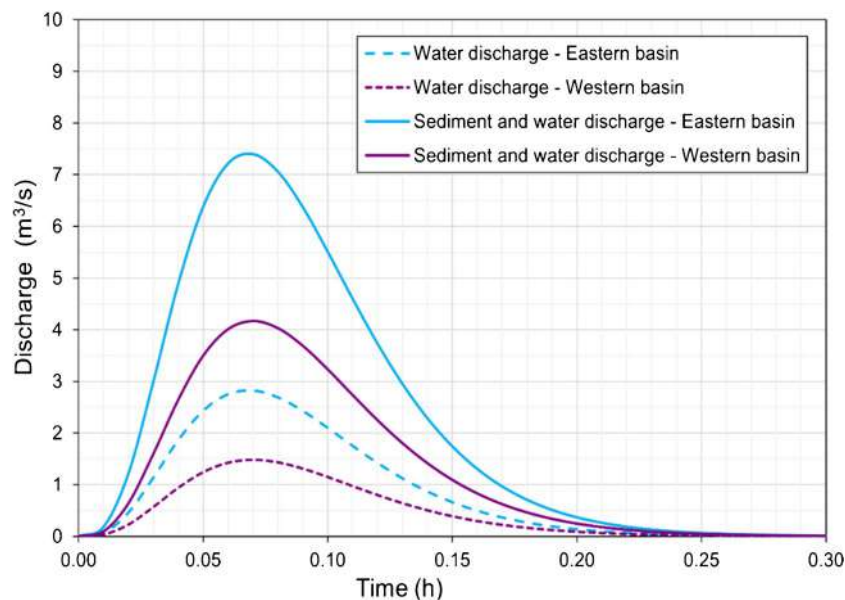 10
9
8
7
6
5
4
3
2
1
0
Discharge (m³/s)
Water discharge - Eastern basin
Water discharge - Western basin
Sediment and water discharge - Eastern basin
Sediment and water discharge - Western basin
0.00 0.05 0.10 0.15 0.20 0.25 0.30
Time (h)